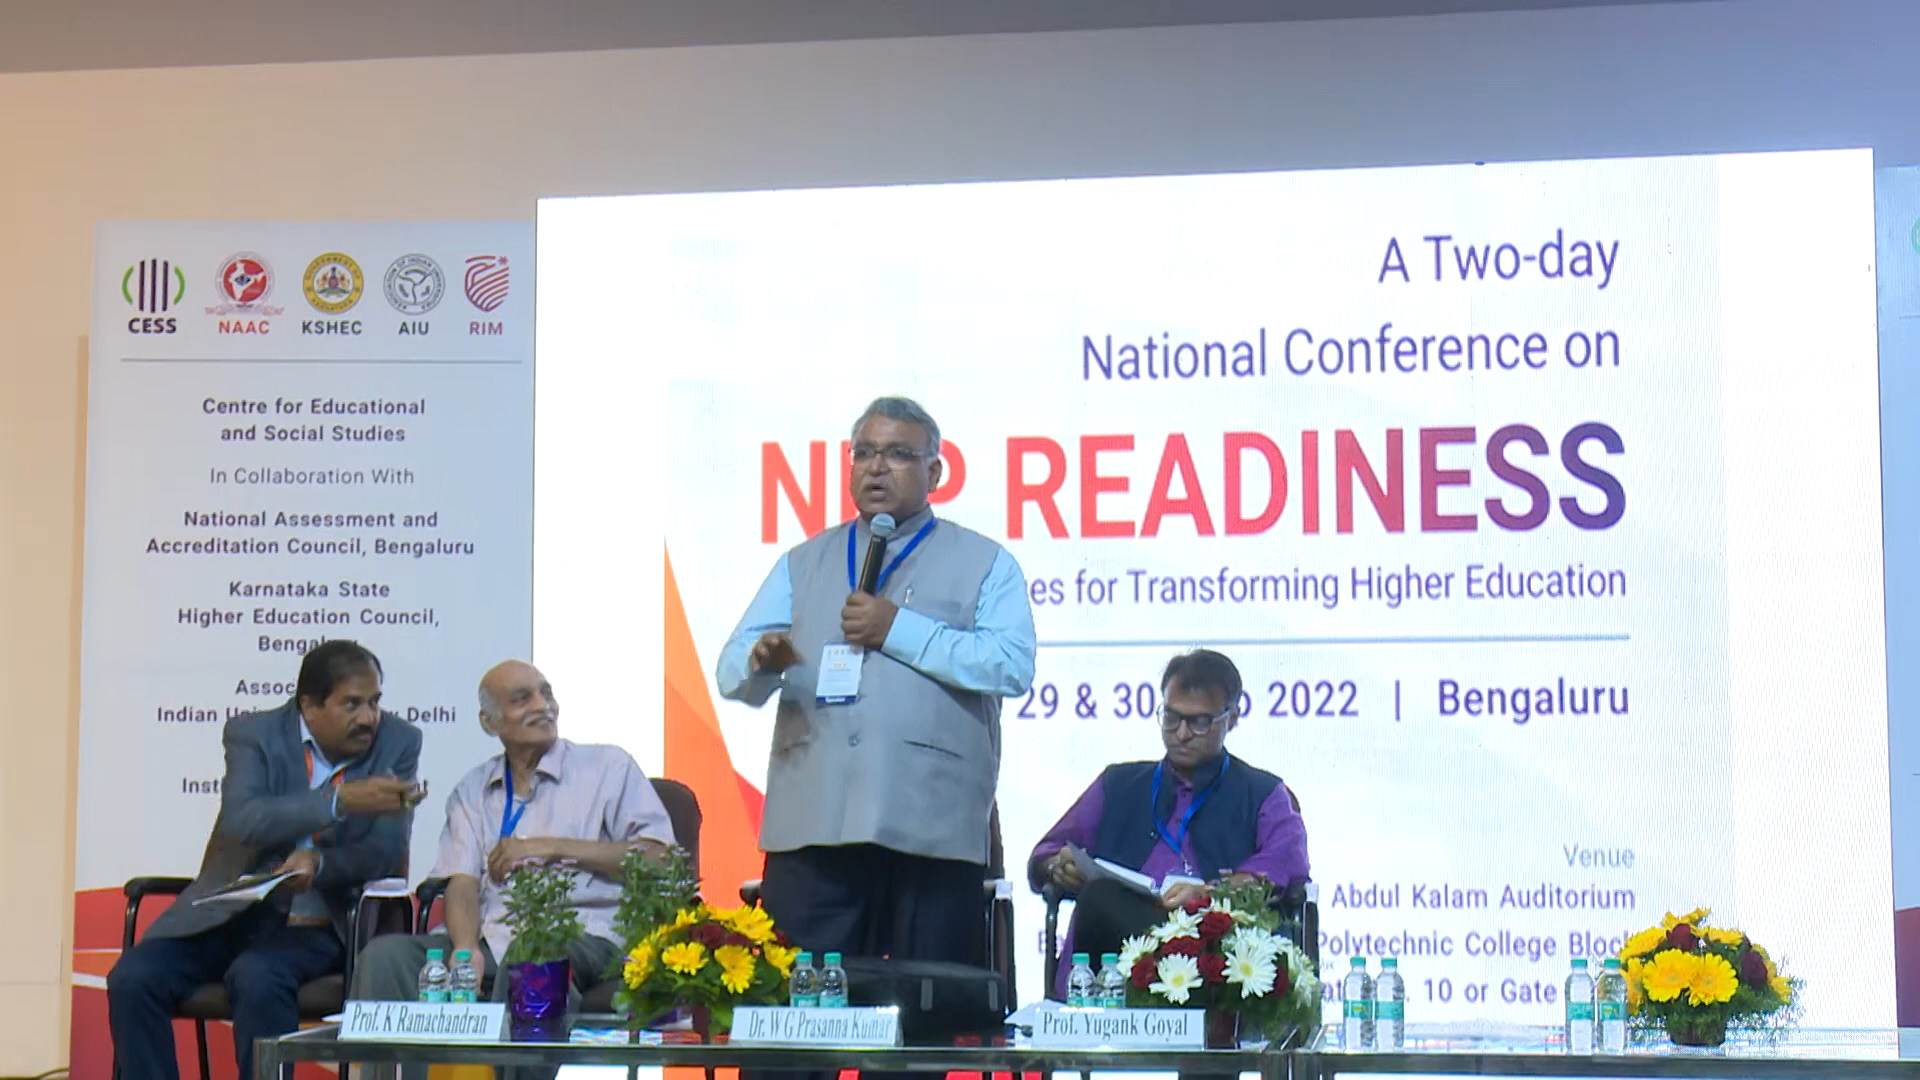 CESS
NAAC
KSHEC
AIU
RIM
Centre for Educational
and Social Studies
In Collaboration With
National Assessment and
Accreditation Council, Bengaluru
Karnataka State
Higher Education Council,
Indian Delhi
A Two-day
National Conference on
NEP READINESS
for Transforming Higher Education
29 & 30 2022 | Bengaluru
Venue
Abdul Kalam Auditorium
Polytechnic College Block
10 or Gate
Prof. K Ramachandran
Dr. W G Prasanna Kumar
Prof. Yugank Goyal